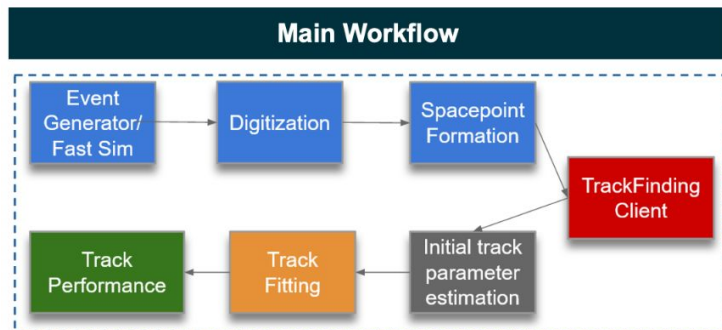 Main Workflow
Event
Generator/
Fast Sim
Digitization
Spacepoint
Formation
TrackFinding
Client
Initial track
parameter
estimation
Track
Fitting
Track
Performance